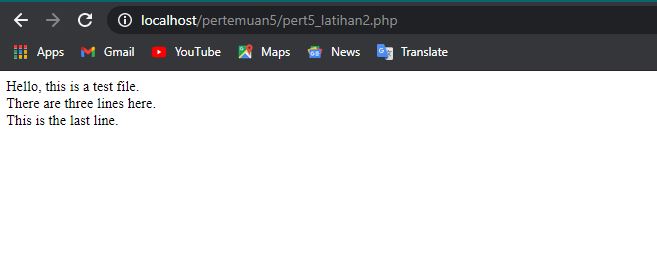 localhost/pertemuan5/pert5_latihan2.php
Apps Gmail YouTube Maps News Translate
Hello, this is a test file.
There are three lines here.
This is the last line.